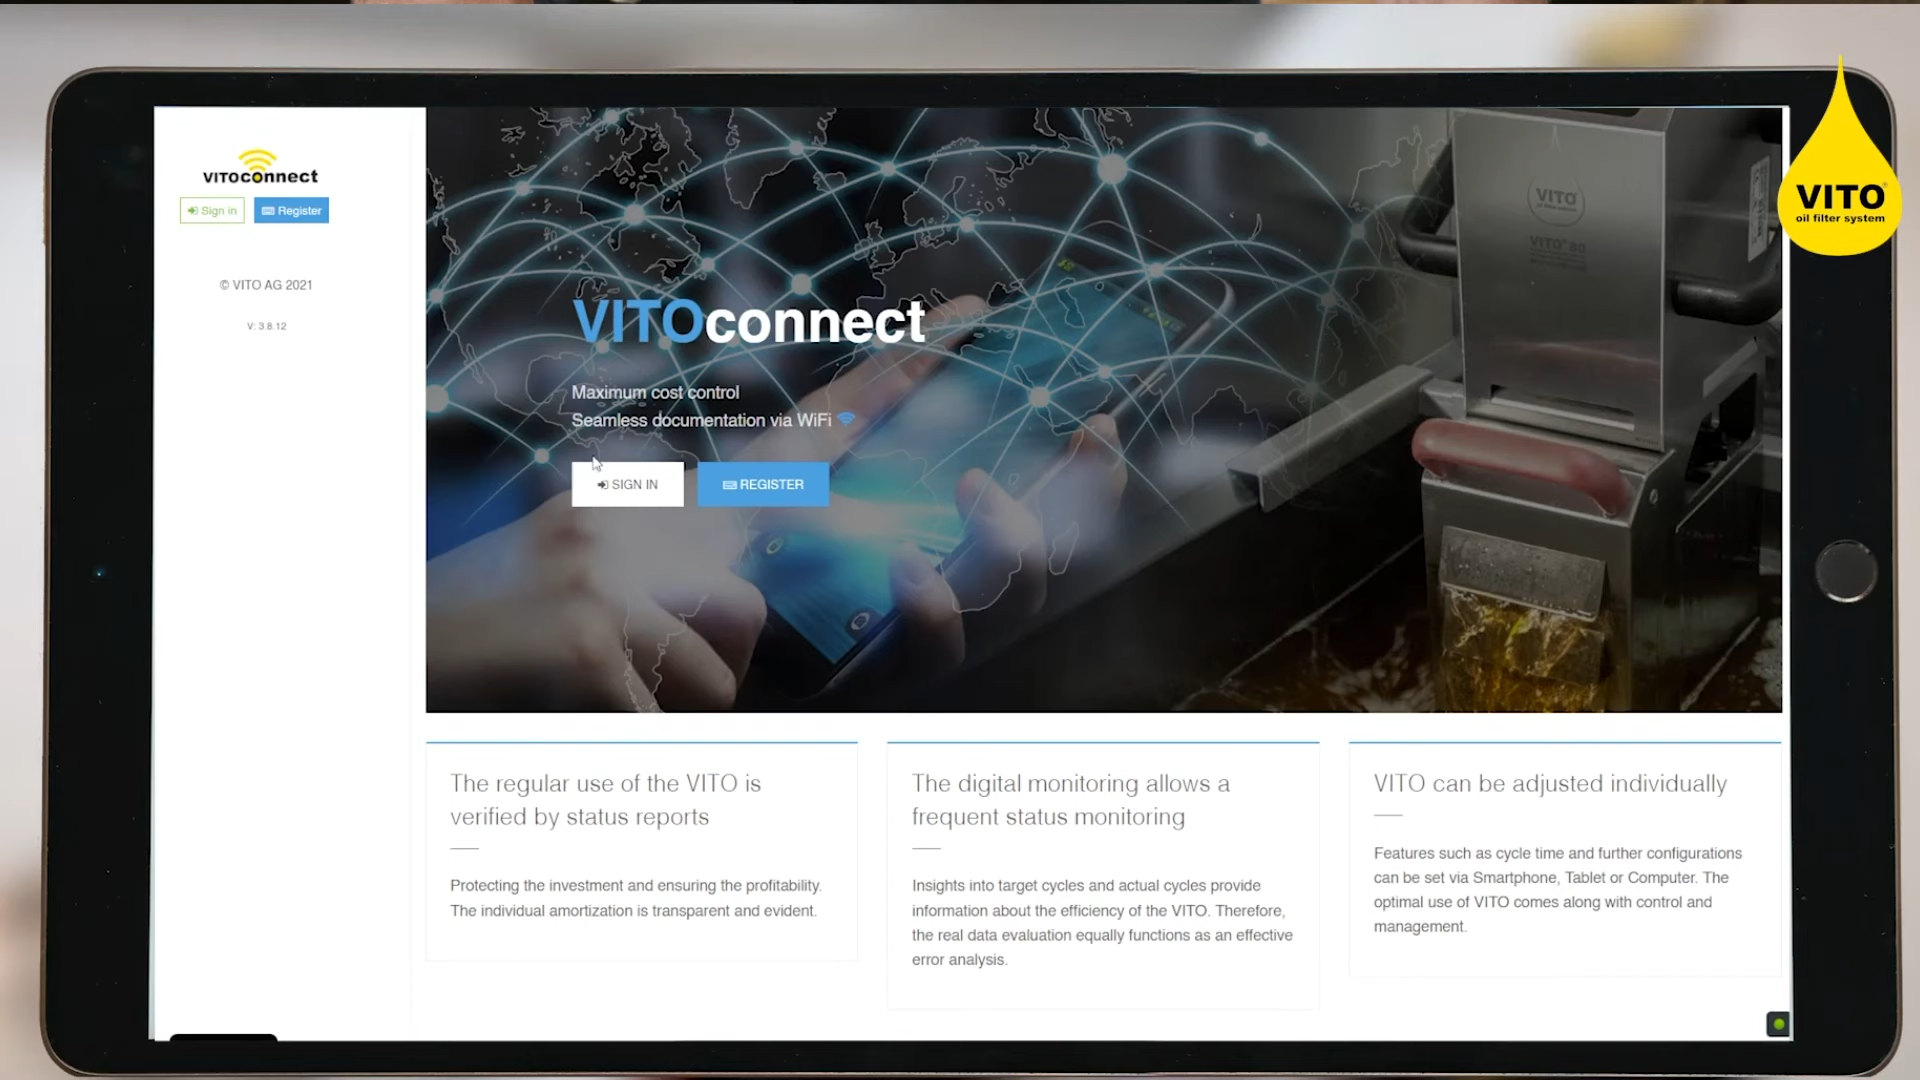 VITOconnect
Sign in
Register
© VITO AG 2021
V: 3.8.12
VITO
VITO 80
VITOconnect
Maximum cost control
Seamless documentation via WiFi
SIGN IN
REGISTER
VITO®
oil filter system
The regular use of the VITO is
verified by status reports
Protecting the investment and ensuring the profitability.
The individual amortization is transparent and evident.
The digital monitoring allows a
frequent status monitoring
Insights into target cycles and actual cycles provide
information about the efficiency of the VITO. Therefore,
the real data evaluation equally functions as an effective
error analysis.
VITO can be adjusted individually
Features such as cycle time and further configurations
can be set via Smartphone, Tablet or Computer. The
optimal use of VITO comes along with control and
management.